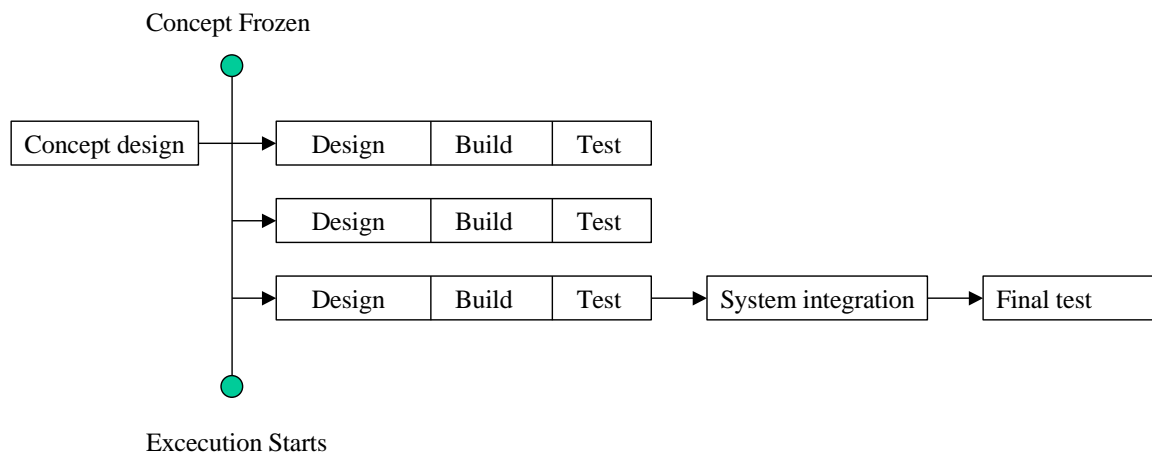 Concept Frozen
Concept design Design Build Test
Design Build Test
Design Build Test System integration Final test
Excecution Starts